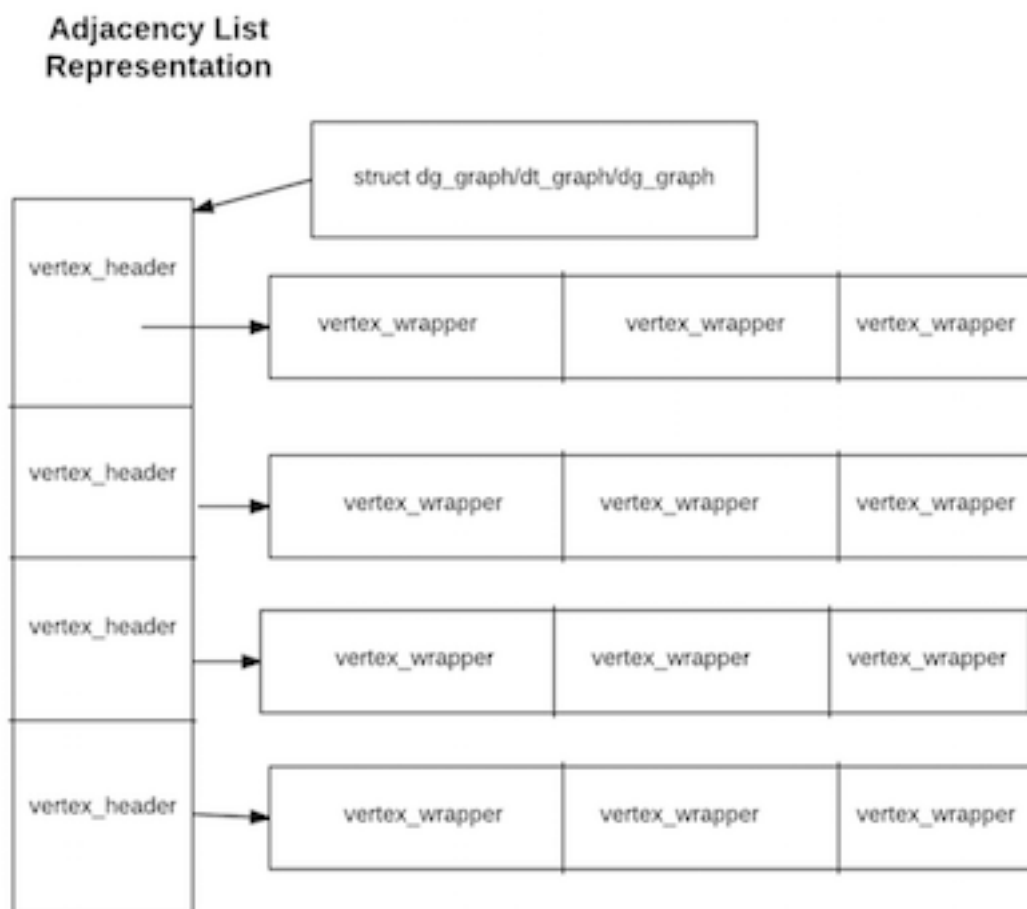 Adjacency List
Representation
struct dg_graph/dt_graph/dg_graph
vertex_header
vertex_wrapper vertex_wrapper vertex_wrapper
vertex_header
vertex_wrapper vertex_wrapper vertex_wrapper
vertex_header
vertex_wrapper vertex_wrapper vertex_wrapper
vertex_header
vertex_wrapper vertex_wrapper vertex_wrapper